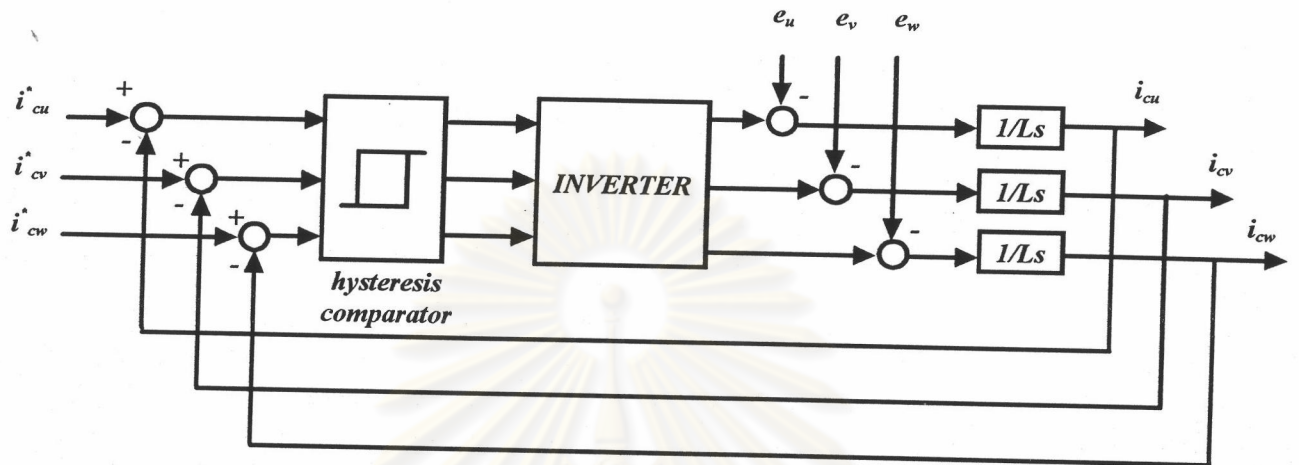 e_u e_v e_w
i*_cu + - - 1/Ls i_cu
i*_cv + - INVERTER - 1/Ls i_cv
i*_cw + - - 1/Ls i_cw
hysteresis
comparator